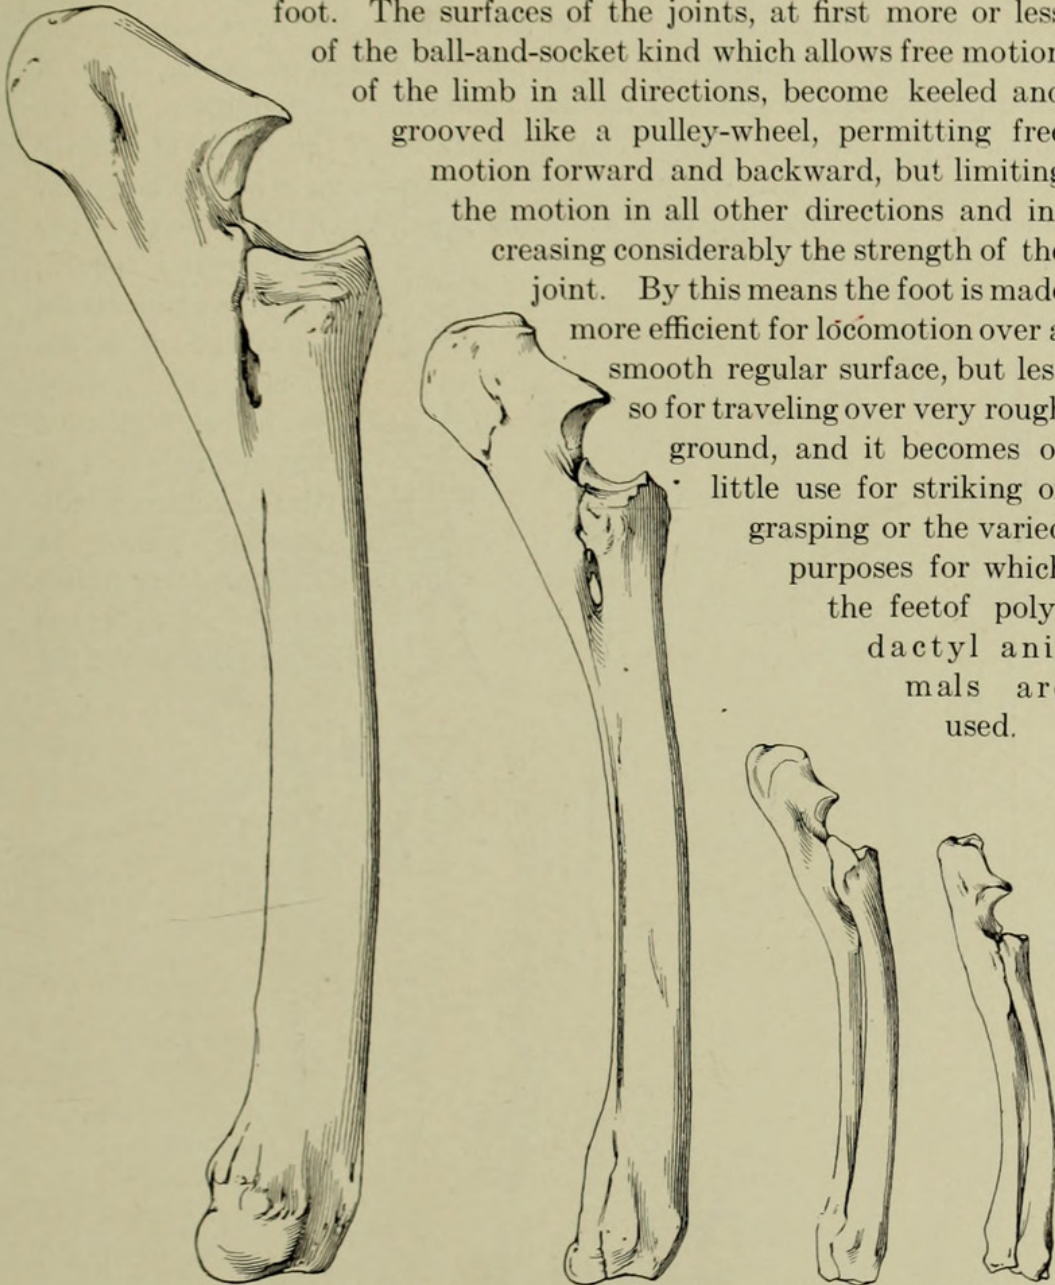 foot. The surfaces of the joints, at first more or less
of the ball-and-socket kind which allows free motion
of the limb in all directions, become keeled and
grooved like a pulley-wheel, permitting free
motion forward and backward, but limiting
the motion in all other directions and in-
creasing considerably the strength of the
joint. By this means the foot is made
more efficient for locomotion over a
smooth regular surface, but less
so for traveling over very rough
ground, and it becomes
little use for striking
grasping or the varied
purposes for which
the feetof poly-
dactyl ani-
mals are
used.